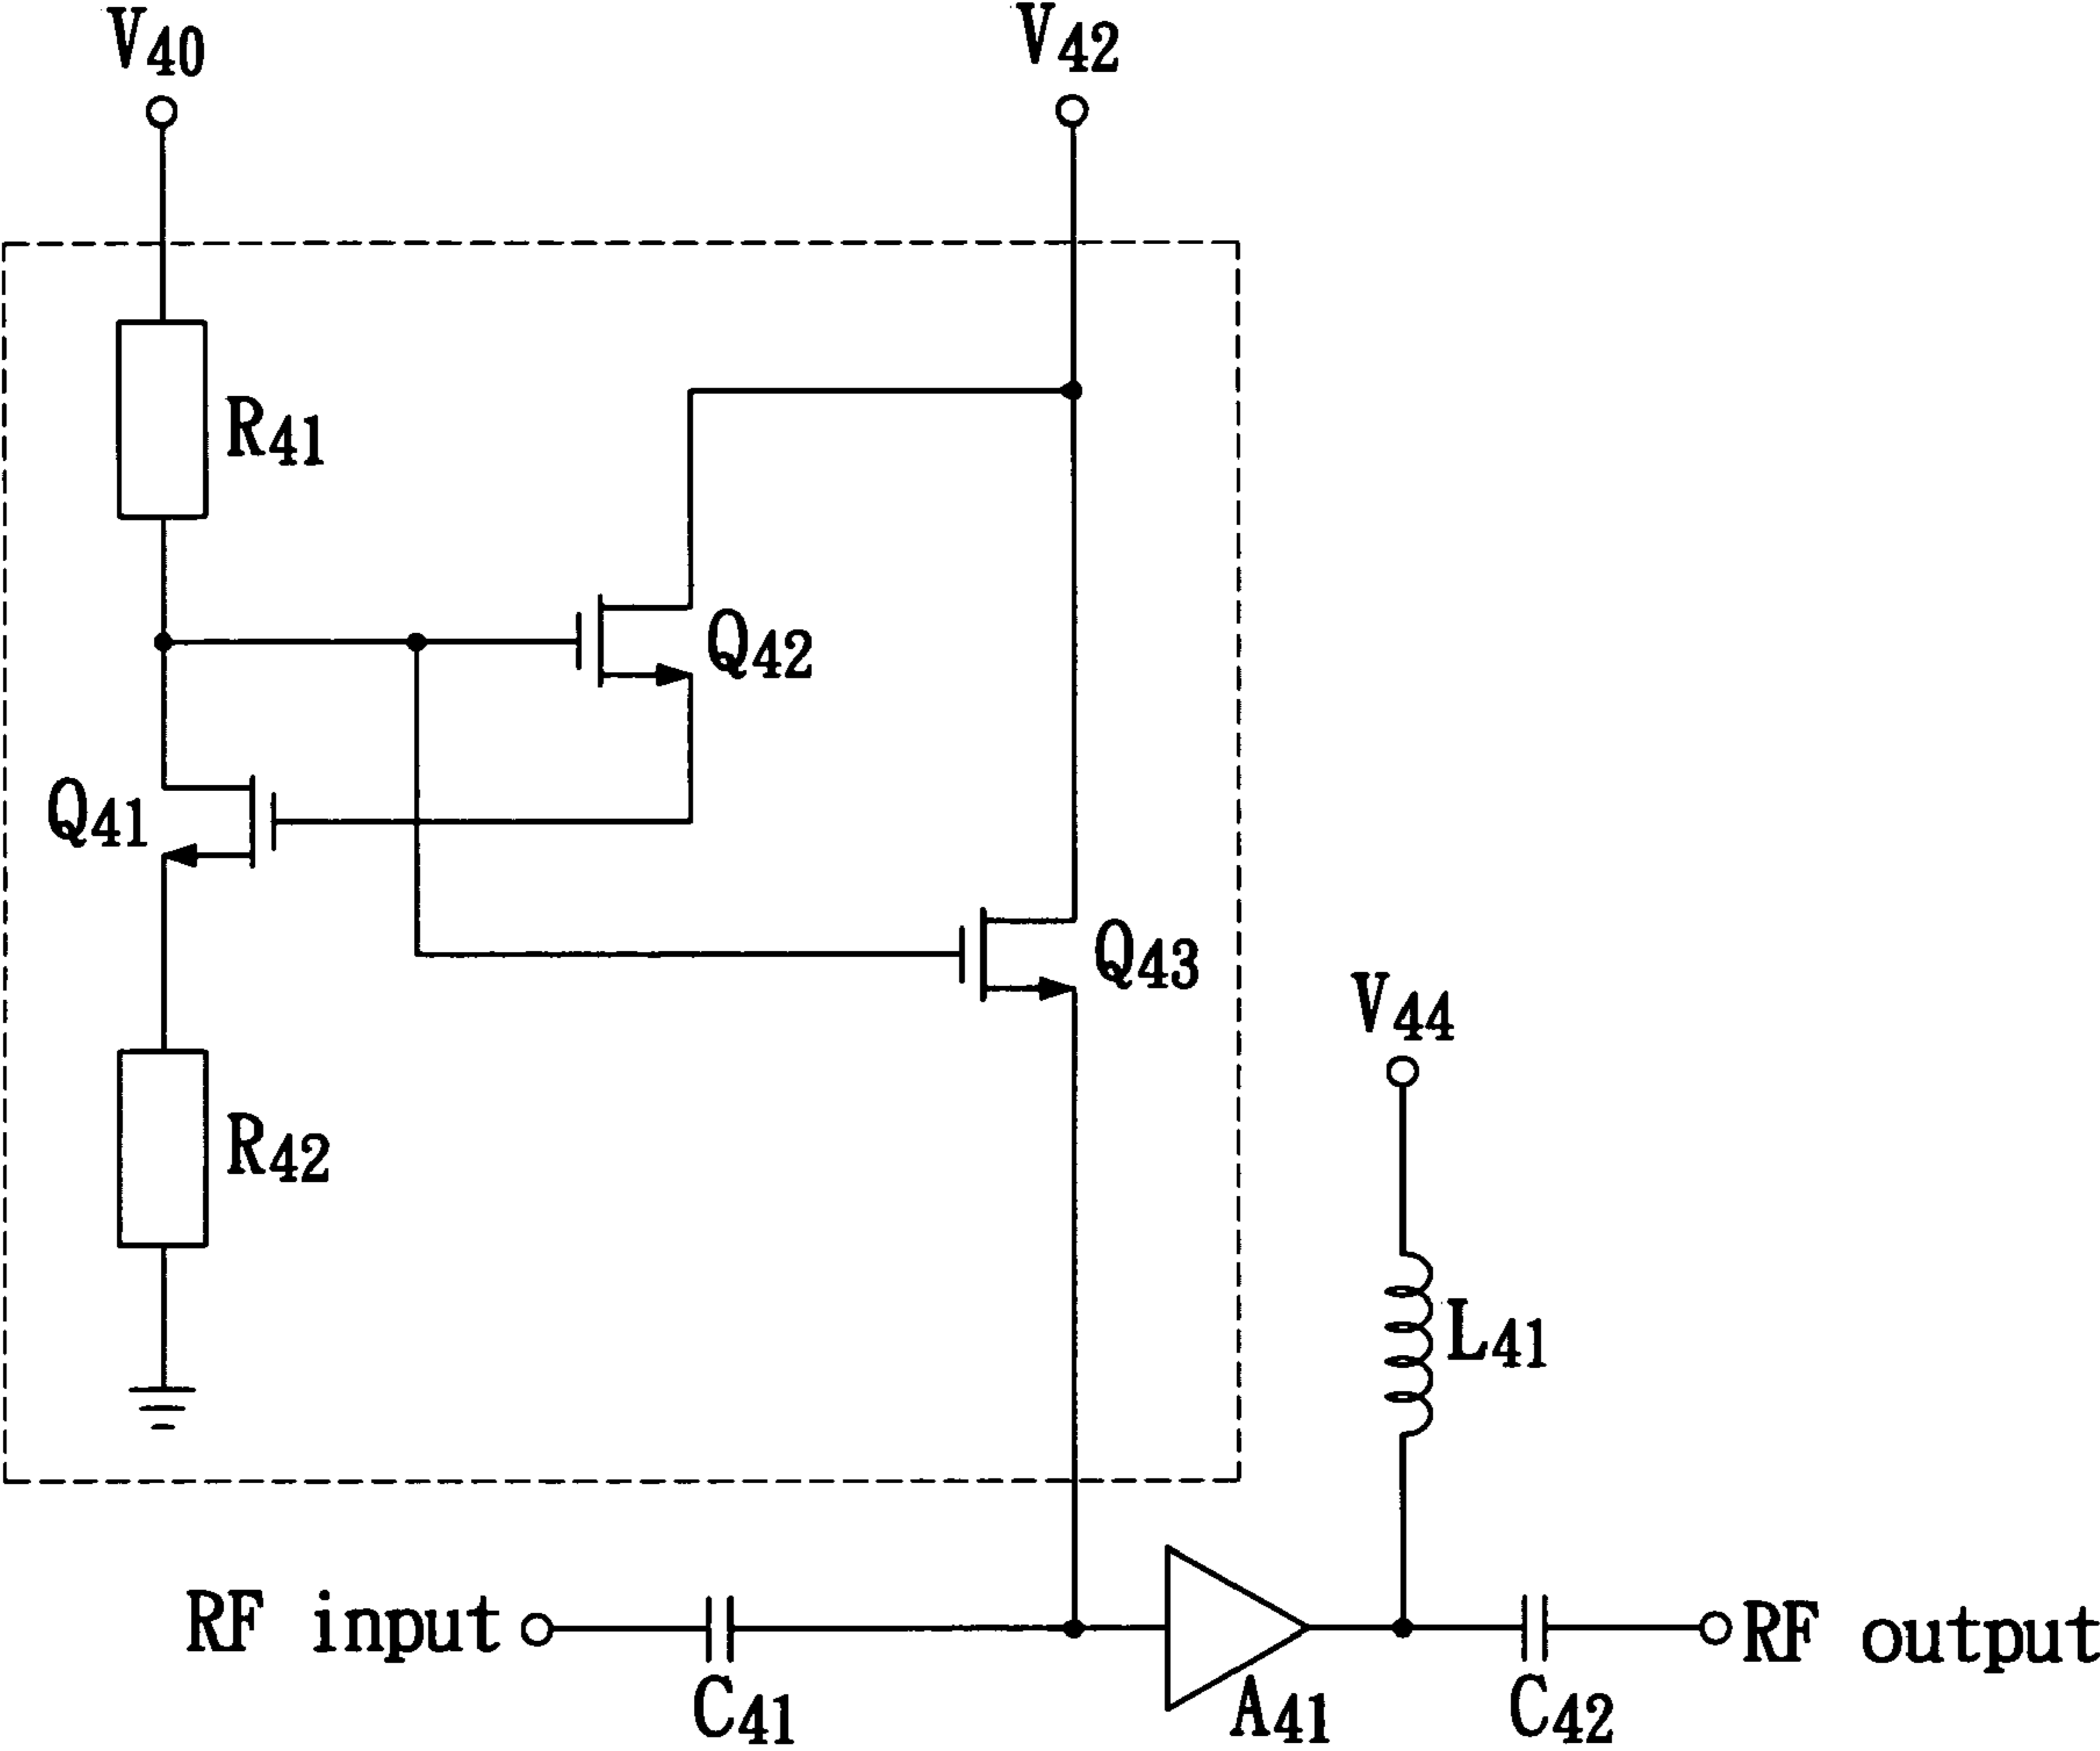 V40
V42
R41
Q42
Q41
Q43
V44
R42
L41
RF input
RF output
C41
A41
C42